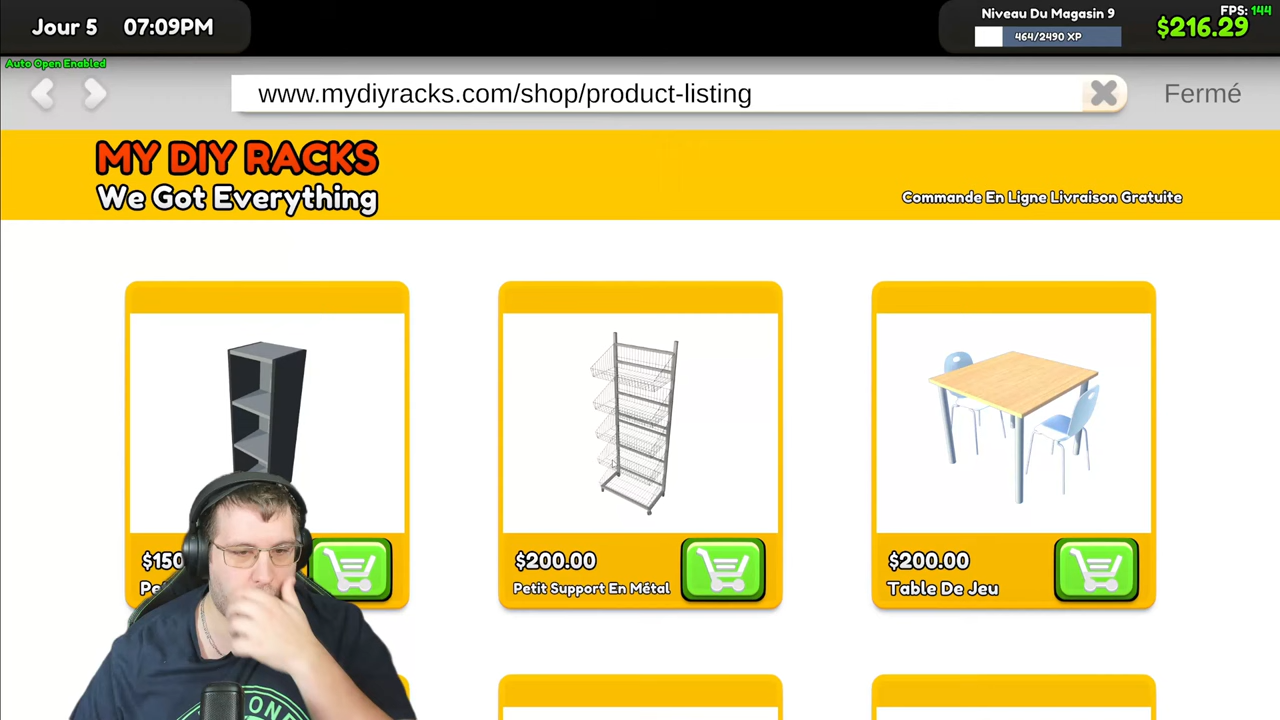 Jour 5 07:09PM
Niveau Du Magasin 9
FPS: 144
464/2490 XP
$216.29
Auto Open Enabled
www.mydiyracks.com/shop/product-listing
Fermé
MY DIY RACKS
We Got Everything
Commande En Ligne Livraison Gratuite
$200.00
Petit Support En Métal
$200.00
Table De Jeu